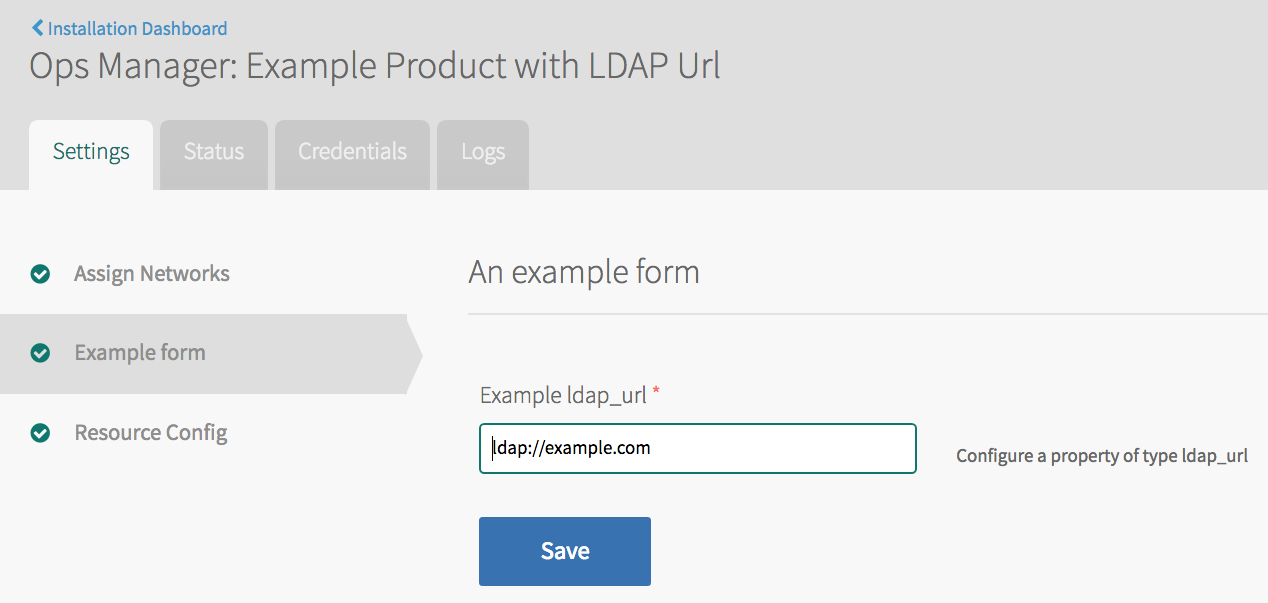 Installation Dashboard
Ops Manager: Example Product with LDAP Url
Settings
Status
Credentials
Logs
Assign Networks
Example form
Resource Config
An example form
Example ldap_url *
ldap://example.com
Configure a property of type ldap_url
Save